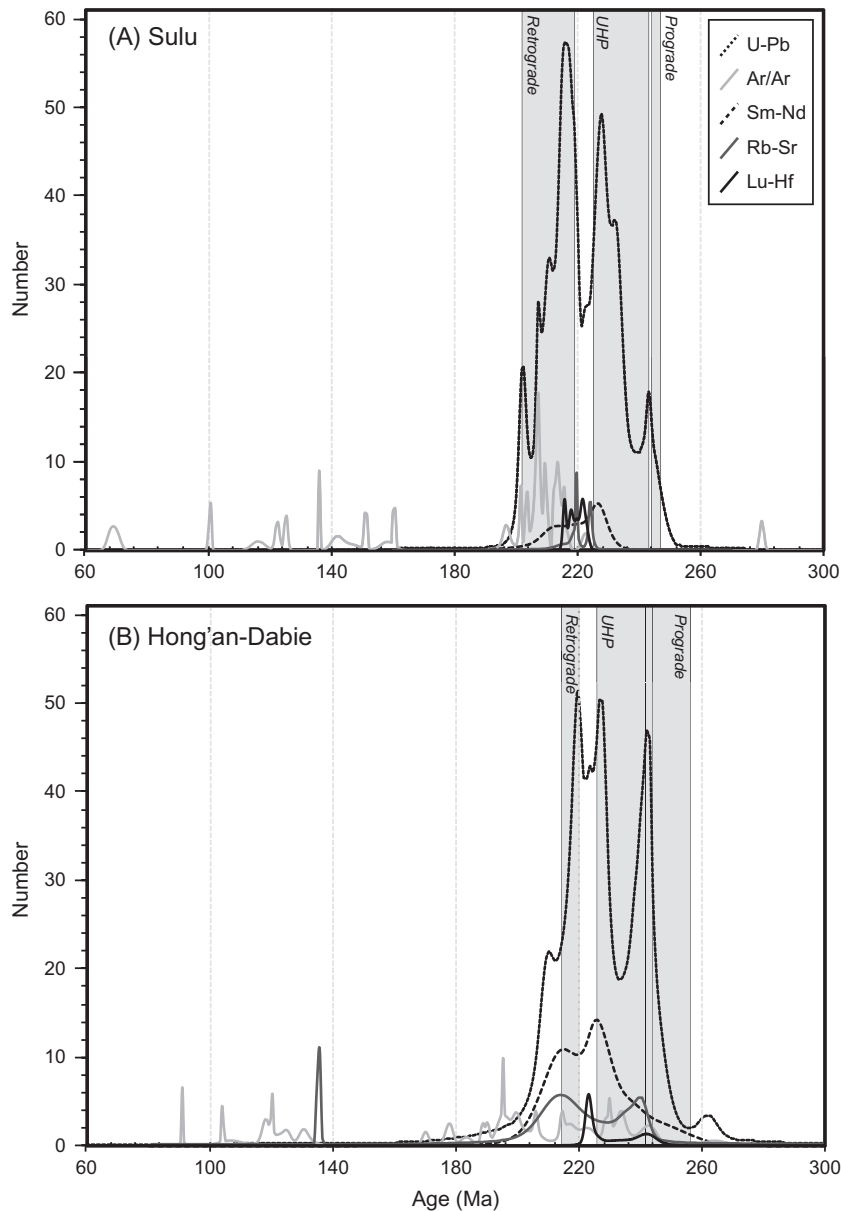 (A) Sulu
Retrograde
UHP
Prograde
U-Pb
Ar/Ar
Sm-Nd
Rb-Sr
Lu-Hf
Number
60
50
40
30
20
10
0
60 100 140 180 220 260 300
(B) Hong'an-Dabie
Retrograde
UHP
Prograde
Number
60
50
40
30
20
10
0
60 100 140 180 220 260 300
Age (Ma)